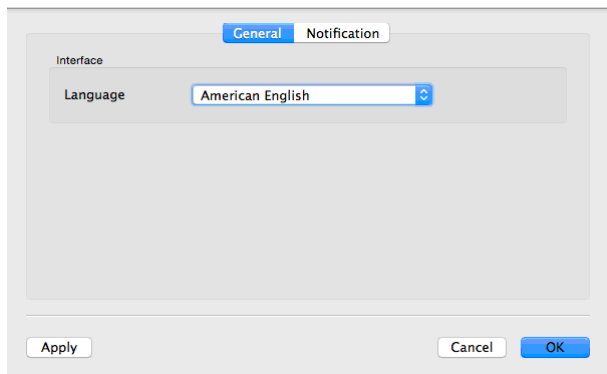 General Notification
Interface
Language American English
Apply Cancel OK